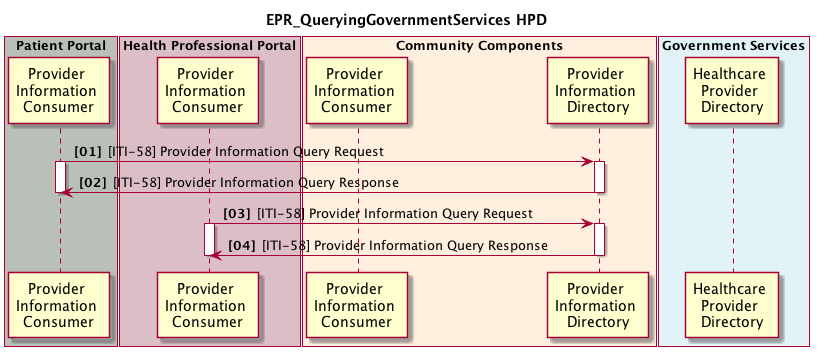 EPR_QueryingGovernmentServices HPD
Patient Portal
Health Professional Portal
Community Components
Government Services
Provider
Information
Consumer
Provider
Information
Consumer
Provider
Information
Consumer
Provider
Information
Directory
Healthcare
Provider
Directory
[01] [ITI-58] Provider Information Query Request
[02] [ITI-58] Provider Information Query Response
[03] [ITI-58] Provider Information Query Request
[04] [ITI-58] Provider Information Query Response
Provider
Information
Consumer
Provider
Information
Consumer
Provider
Information
Consumer
Provider
Information
Directory
Healthcare
Provider
Directory